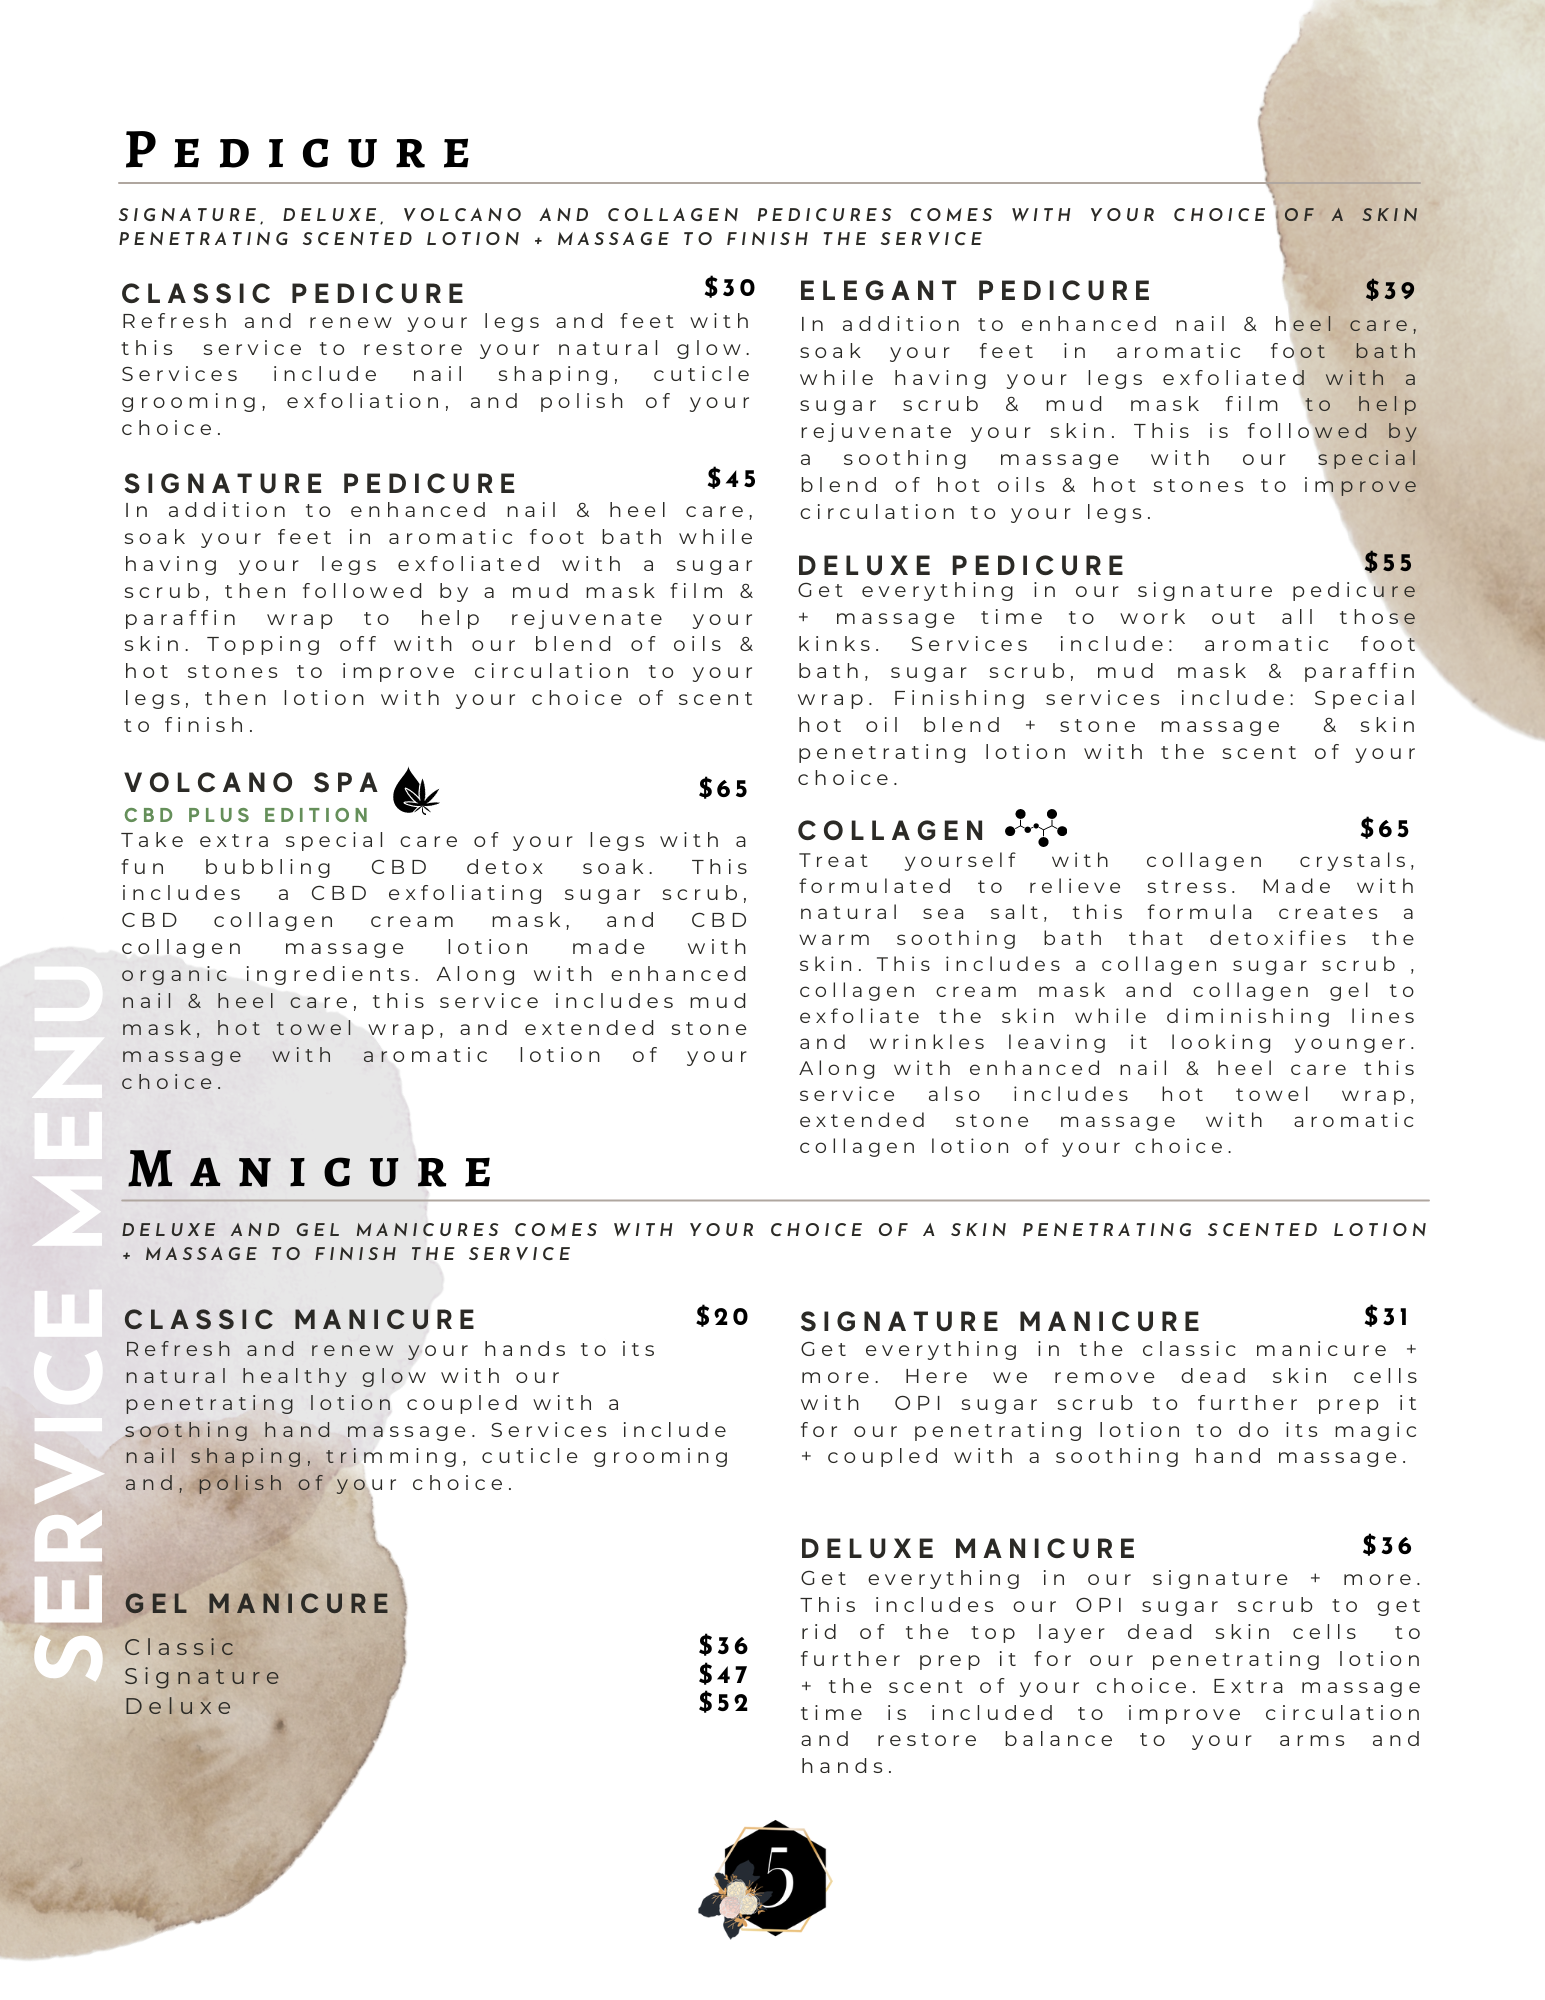 PEDICURE
SIGNATURE, DELUXE, VOLCANO AND COLLAGEN PEDICURES COMES WITH YOUR CHOICE OF A SKIN
PENETRATING SCENTED LOTION + MASSAGE TO FINISH THE SERVICE
CLASSIC PEDICURE $30
Refresh and renew your legs and feet with
this service to restore your natural glow.
Services include nail shaping, cuticle
grooming, exfoliation, and polish of your
choice.
SIGNATURE PEDICURE $45
In addition to enhanced nail & heel care,
soak your feet in aromatic foot bath while
having your legs exfoliated with a sugar
scrub, then followed by a mud mask film &
paraffin wrap to help rejuvenate your
skin. Topping off with our blend of oils &
hot stones to improve circulation to your
legs, then lotion with your choice of scent
to finish.
VOLCANO SPA $65
CBD PLUS EDITION
Take extra special care of your legs with a
fun bubbling CBD detox soak. This
includes a CBD exfoliating sugar scrub,
CBD collagen cream mask, and CBD
collagen massage lotion made with
organic ingredients. Along with enhanced
nail & heel care, this service includes mud
mask, hot towel wrap, and extended stone
massage with aromatic lotion of your
choice.
ELEGANT PEDICURE $39
In addition to enhanced nail & heel care,
soak your feet in aromatic foot bath
while having your legs exfoliated with a
sugar scrub & mud mask film to help
rejuvenate your skin. This is followed by
a soothing massage with our special
blend of hot oils & hot stones to improve
circulation to your legs.
DELUXE PEDICURE $55
Get everything in our signature pedicure
+ massage time to work out all those
kinks. Services include: aromatic foot
bath, sugar scrub, mud mask & paraffin
wrap. Finishing services include: Special
hot oil blend + stone massage & skin
penetrating lotion with the scent of your
choice.
COLLAGEN $65
Treat yourself with collagen crystals,
formulated to relieve stress. Made with
natural sea salt, this formula creates a
warm soothing bath that detoxifies the
skin. This includes a collagen sugar scrub ,
collagen cream mask and collagen gel to
exfoliate the skin while diminishing lines
and wrinkles leaving it looking younger.
Along with enhanced nail & heel care this
service also includes hot towel wrap,
extended stone massage with aromatic
collagen lotion of your choice.
SERVICE MENU
MANICURE
DELUXE AND GEL MANICURES COMES WITH YOUR CHOICE OF A SKIN PENETRATING SCENTED LOTION
+ MASSAGE TO FINISH THE SERVICE
CLASSIC MANICURE $20
Refresh and renew your hands to its
natural healthy glow with our
penetrating lotion coupled with a
soothing hand massage. Services include
nail shaping, trimming, cuticle grooming
and, polish of your choice.
GEL MANICURE
Classic $36
Signature $47
Deluxe $52
SIGNATURE MANICURE $31
Get everything in the classic manicure +
more. Here we remove dead skin cells
with OPI sugar scrub to further prep it
for our penetrating lotion to do its magic
+ coupled with a soothing hand massage.
DELUXE MANICURE $36
Get everything in our signature + more.
This includes our OPI sugar scrub to get
rid of the top layer dead skin cells to
further prep it for our penetrating lotion
+ the scent of your choice. Extra massage
time is included to improve circulation
and restore balance to your arms and
hands.
5